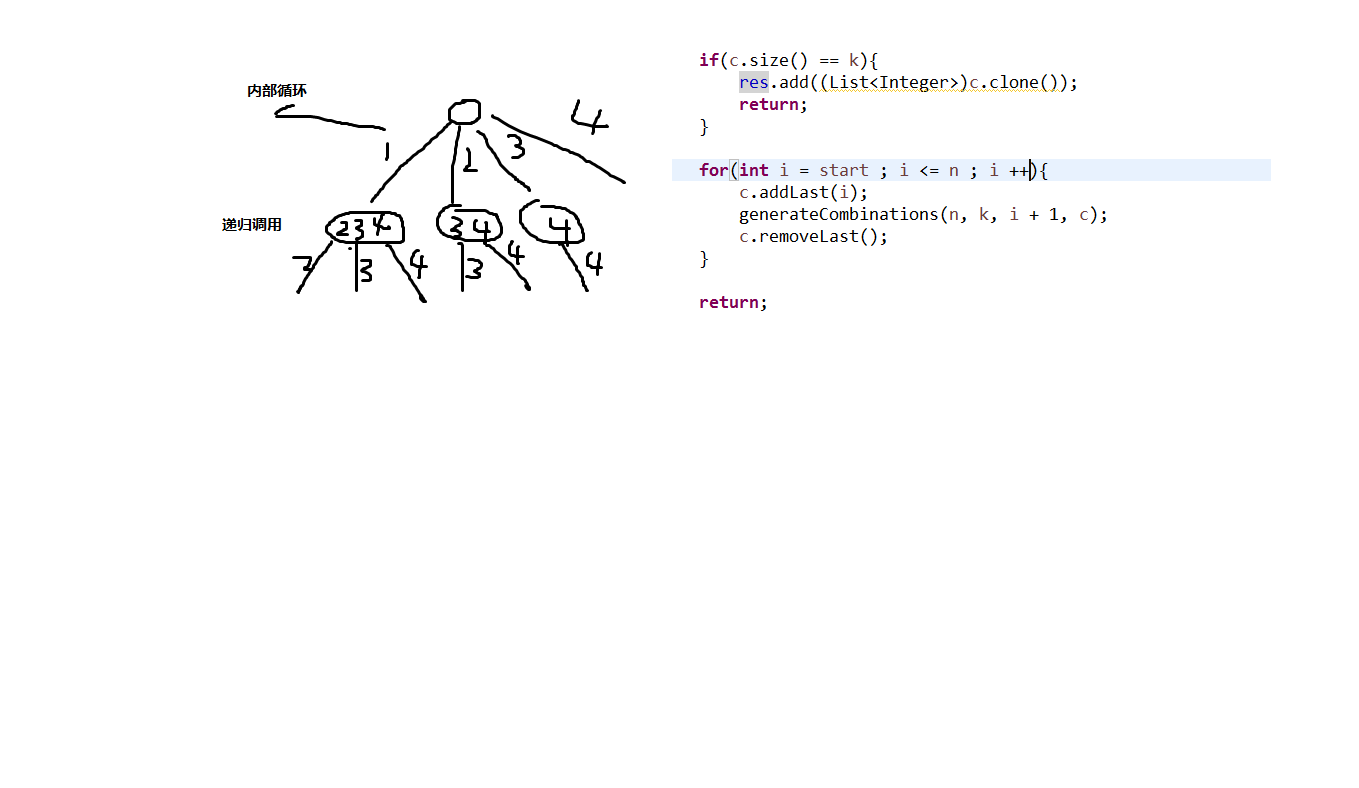 内部循环
1 2 3 4
递归调用
234 34 4
2 3 4 3 4 4
if(c.size() == k){
res.add((List<Integer>)c.clone());
return;
}
for(int i = start ; i <= n ; i ++){
c.addLast(i);
generateCombinations(n, k, i + 1, c);
c.removeLast();
}
return;